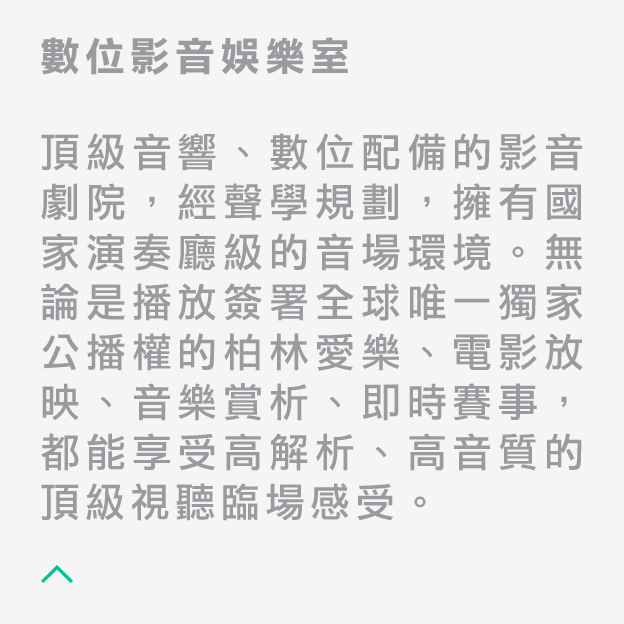 數位影音娛樂室
頂級音響、數位配備的影音
劇院，經聲學規劃，擁有國
家演奏廳級的音場環境。無
論是播放簽署全球唯一獨家
公播權的柏林愛樂、電影放
映、音樂賞析、即時賽事，
都能享受高解析、高音質的
頂級視聽臨場感受。